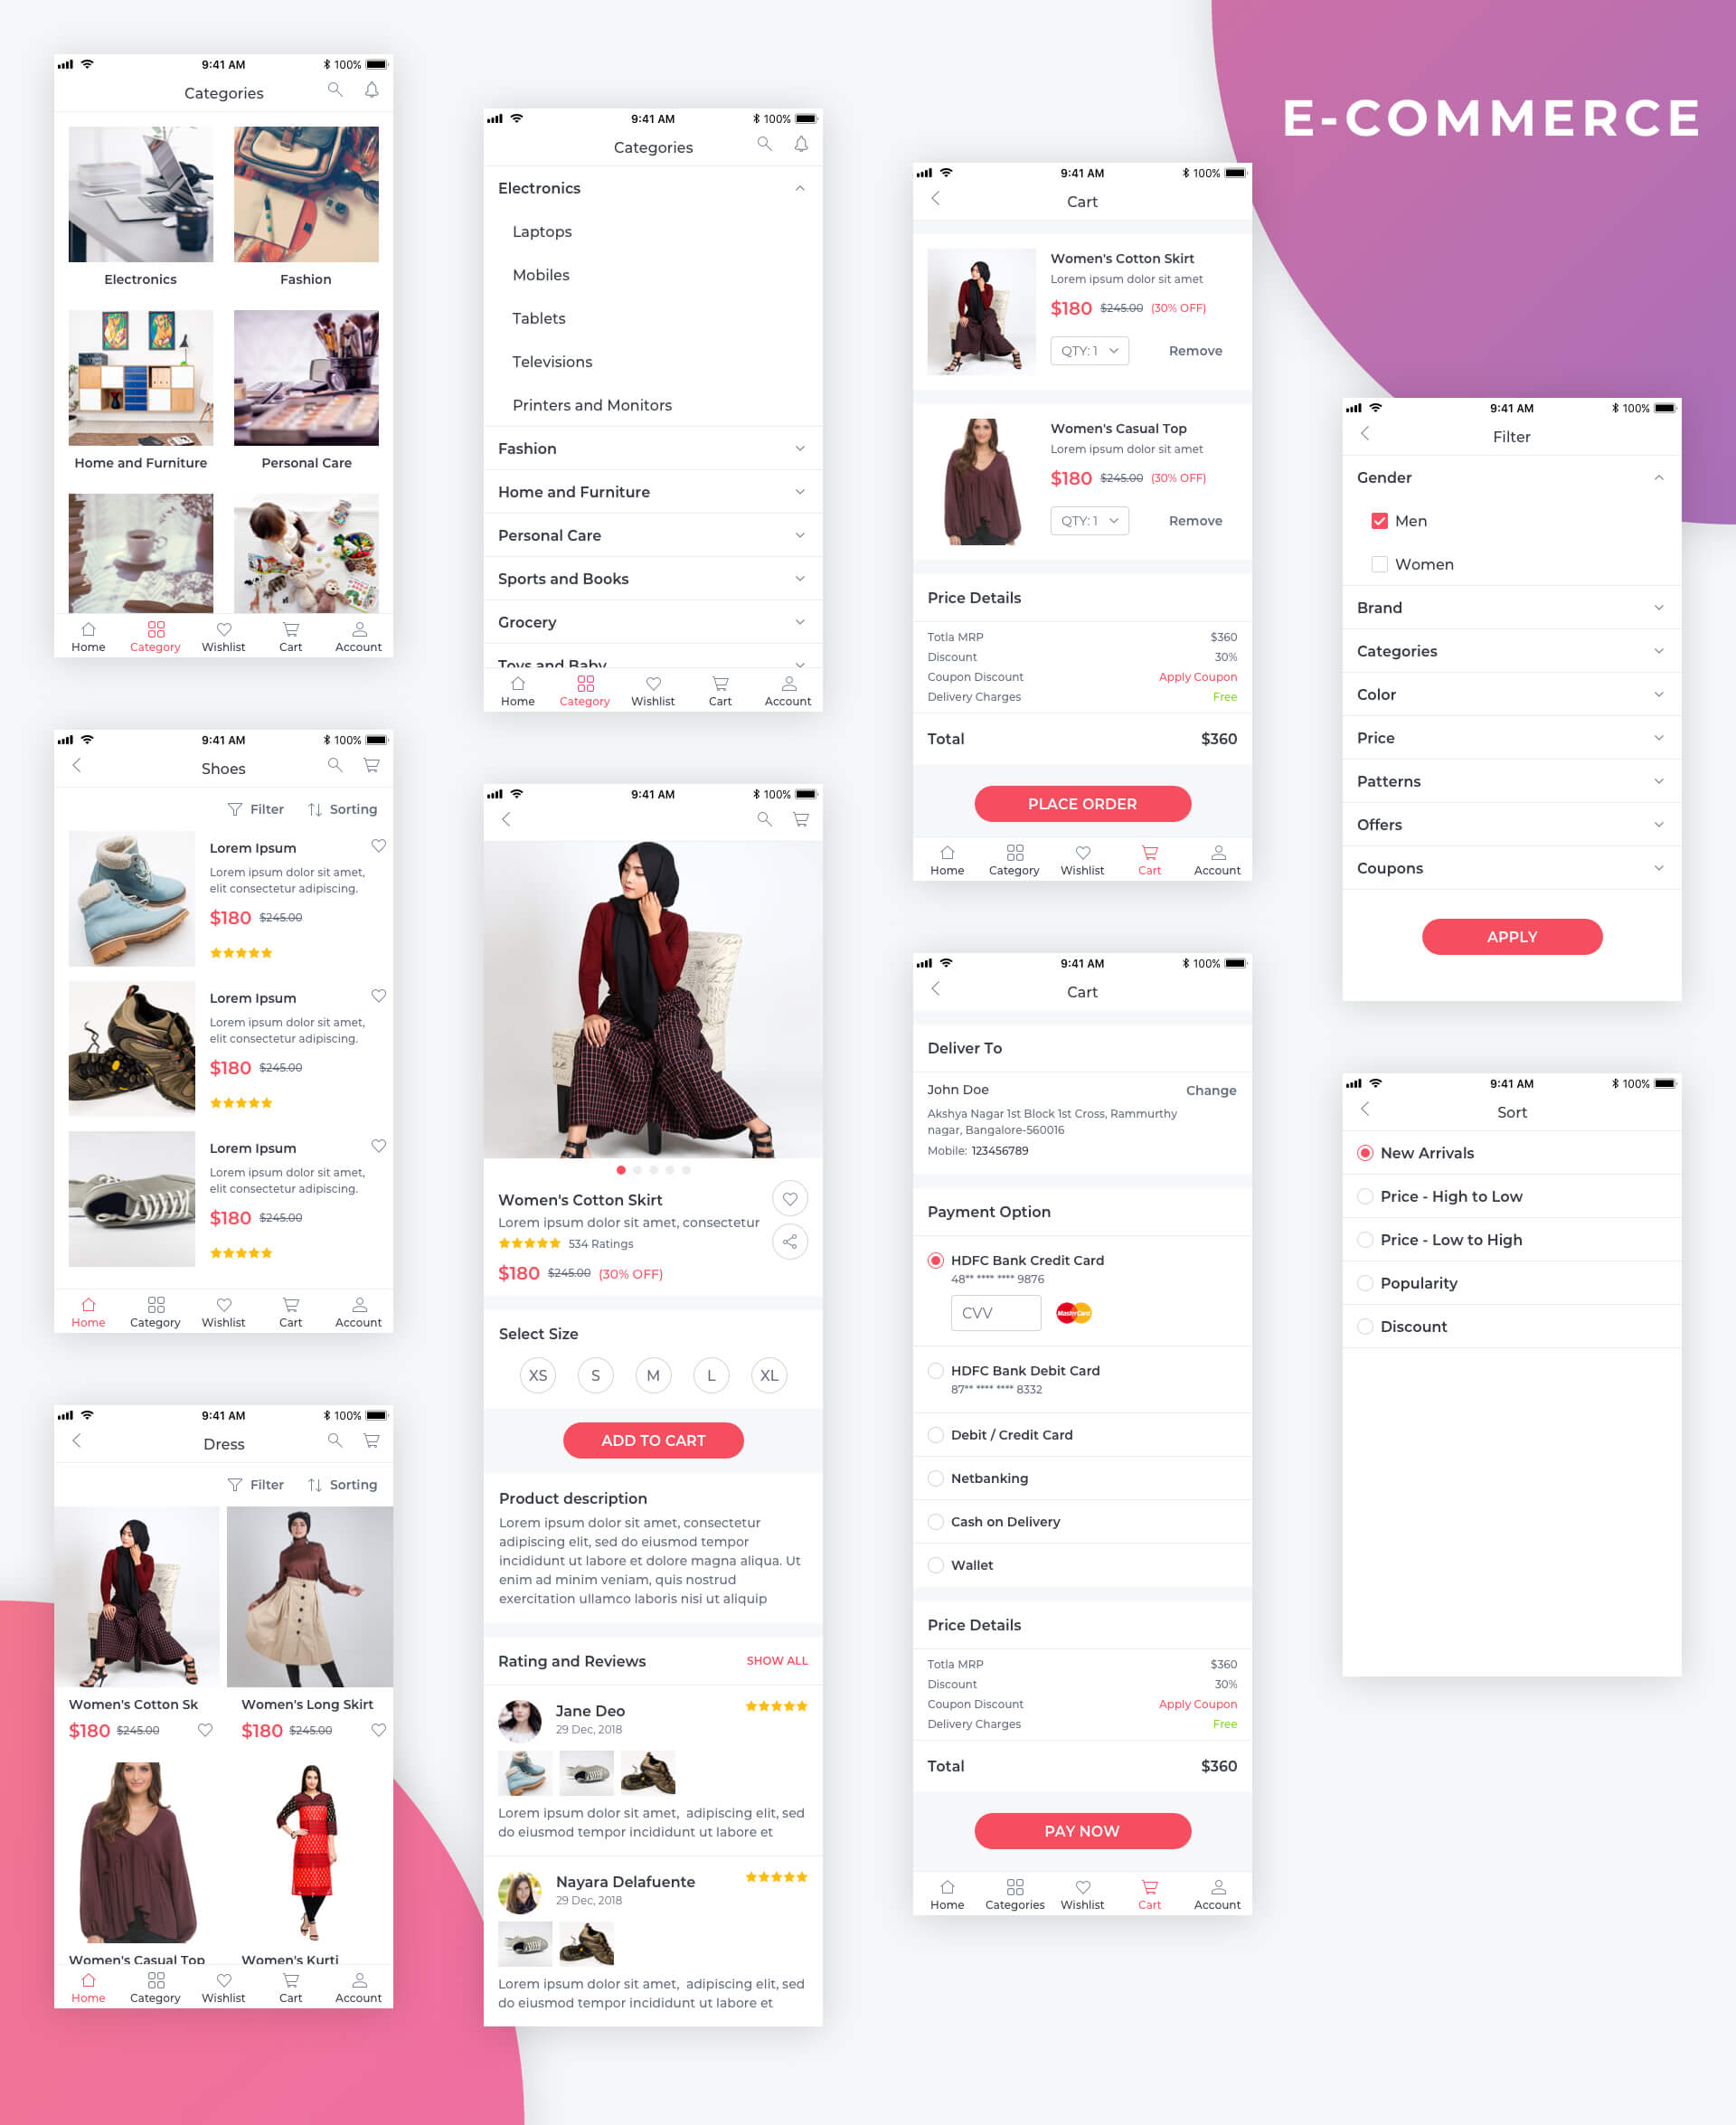 E-COMMERCE
9:41 AM
100%
Categories
Electronics
Fashion
Home and Furniture
Personal Care
Home
Category
Wishlist
Cart
Account
9:41 AM
100%
Shoes
Filter
Sorting
Lorem Ipsum
Lorem ipsum dolor sit amet,
elit consectetur adipiscing.
$180 $245.00
Lorem Ipsum
Lorem ipsum dolor sit amet,
elit consectetur adipiscing.
$180 $245.00
Lorem Ipsum
Lorem ipsum dolor sit amet,
elit consectetur adipiscing.
$180 $245.00
Home
Category
Wishlist
Cart
Account
9:41 AM
100%
Dress
Filter
Sorting
Women's Cotton Sk
$180 $245.00
Women's Long Skirt
$180 $245.00
Women's Casual Top
Women's Kurti
Home
Category
Wishlist
Cart
Account
9:41 AM
100%
Categories
Electronics
Laptops
Mobiles
Tablets
Televisions
Printers and Monitors
Fashion
Home and Furniture
Personal Care
Sports and Books
Grocery
Toys and Baby
Home
Category
Wishlist
Cart
Account
9:41 AM
100%
Women's Cotton Skirt
Lorem ipsum dolor sit amet, consectetur
534 Ratings
$180 $245.00 (30% OFF)
Select Size
XS
S
M
L
XL
ADD TO CART
Product description
Lorem ipsum dolor sit amet, consectetur
adipiscing elit, sed do eiusmod tempor
incididunt ut labore et dolore magna aliqua. Ut
enim ad minim veniam, quis nostrud
exercitation ullamco laboris nisi ut aliquip
Rating and Reviews
SHOW ALL
Jane Deo
29 Dec, 2018
Lorem ipsum dolor sit amet, adipiscing elit, sed
do eiusmod tempor incididunt ut labore et
Nayara Delafuente
29 Dec, 2018
Lorem ipsum dolor sit amet, adipiscing elit, sed
do eiusmod tempor incididunt ut labore et
9:41 AM
100%
Cart
Women's Cotton Skirt
Lorem ipsum dolor sit amet
$180 $245.00 (30% OFF)
QTY: 1
Remove
Women's Casual Top
Lorem ipsum dolor sit amet
$180 $245.00 (30% OFF)
QTY: 1
Remove
Price Details
Totla MRP $360
Discount 30%
Coupon Discount Apply Coupon
Delivery Charges Free
Total $360
PLACE ORDER
Home
Category
Wishlist
Cart
Account
9:41 AM
100%
Cart
Deliver To
John Doe
Change
Akshya Nagar 1st Block 1st Cross, Rammurthy
nagar, Bangalore-560016
Mobile: 123456789
Payment Option
HDFC Bank Credit Card
48** **** **** 9876
CVV
MasterCard
HDFC Bank Debit Card
87** **** **** 8332
Debit / Credit Card
Netbanking
Cash on Delivery
Wallet
Price Details
Totla MRP $360
Discount 30%
Coupon Discount Apply Coupon
Delivery Charges Free
Total $360
PAY NOW
Home
Categories
Wishlist
Cart
Account
9:41 AM
100%
Filter
Gender
Men
Women
Brand
Categories
Color
Price
Patterns
Offers
Coupons
APPLY
9:41 AM
100%
Sort
New Arrivals
Price - High to Low
Price - Low to High
Popularity
Discount